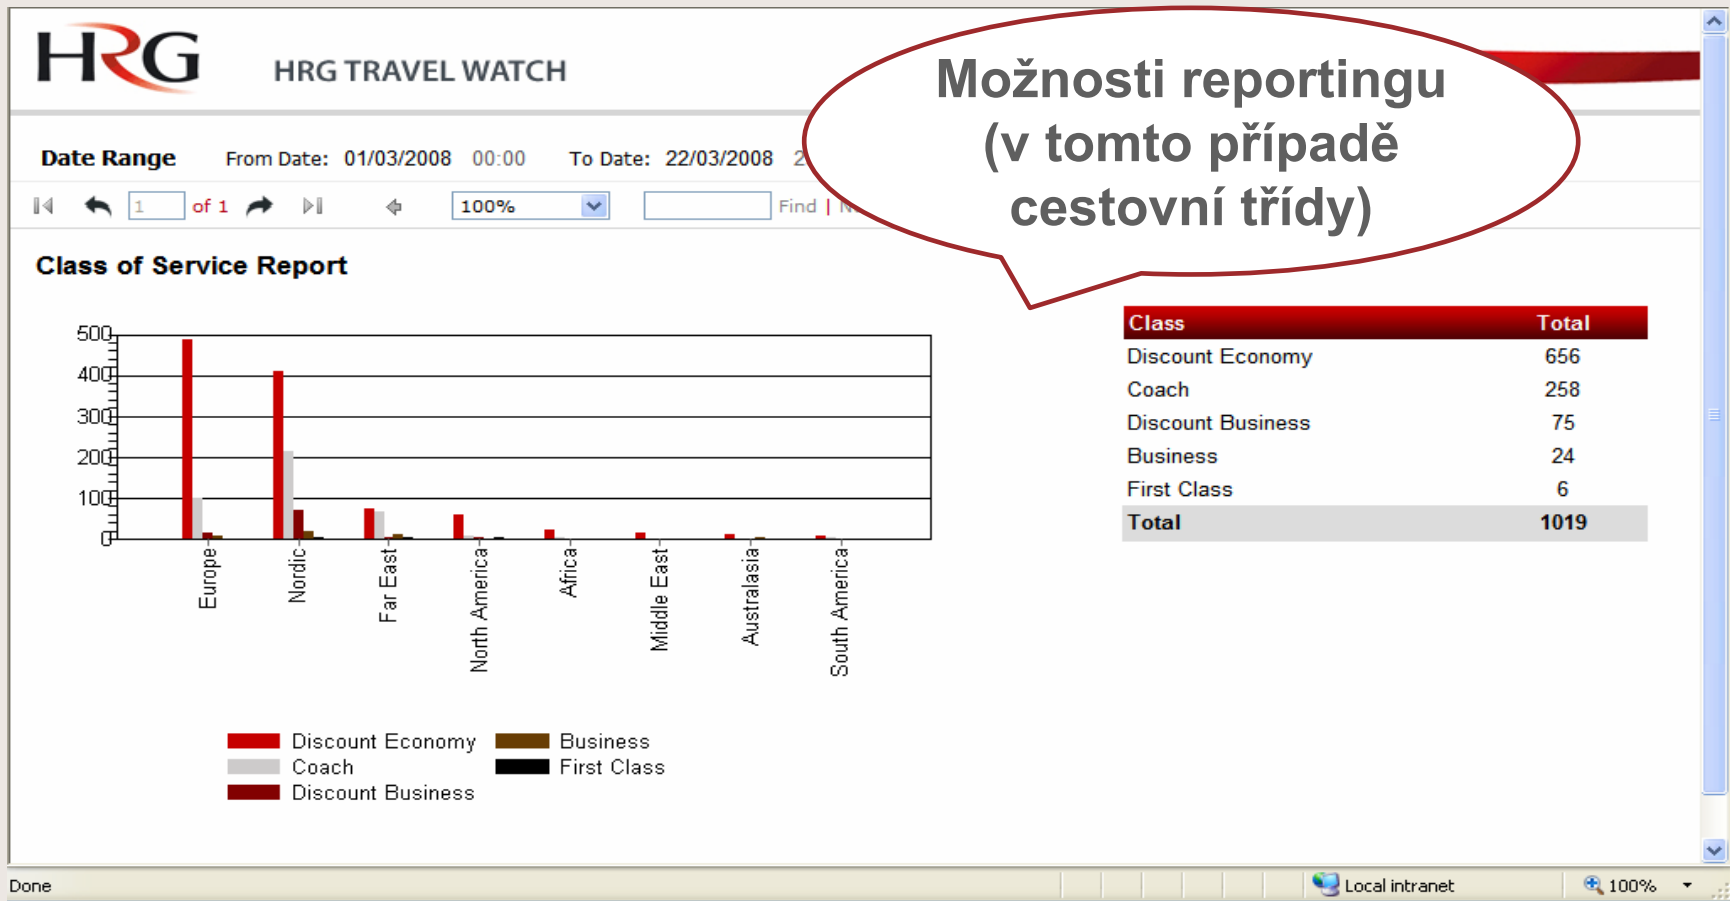 HRG
HRG TRAVEL WATCH
Možnosti reportingu
(v tomto případě
cestovní třídy)
Date Range From Date: 01/03/2008 00:00 To Date: 22/03/2008
1 of 1 100% Find |
Class of Service Report
500
400
300
200
100
0
Europe
Nordic
Far East
North America
Africa
Middle East
Australasia
South America
Discount Economy Business
Coach First Class
Discount Business
Class Total
Discount Economy 656
Coach 258
Discount Business 75
Business 24
First Class 6
Total 1019
Done Local intranet 100%